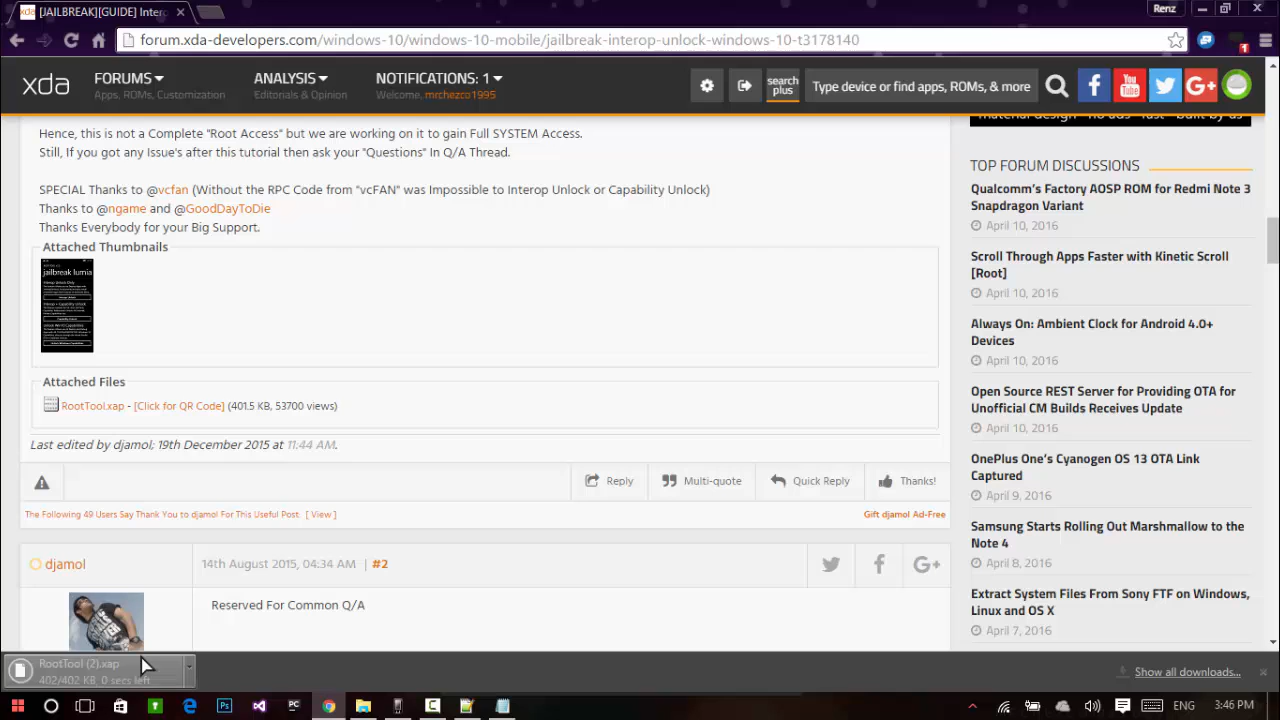 [JAILBREAK][GUIDE] Intero
Renz
forum.xda-developers.com/windows-10/windows-10-mobile/jailbreak-interop-unlock-windows-10-t3178140
1
xda
FORUMS
Apps, ROMs, Customization
ANALYSIS
Editorials & Opinion
NOTIFICATIONS: 1
Welcome, mrchezco1995
search
plus
Type device or find apps, ROMs, & more
material design - no ads - fast - built by us
Hence, this is not a Complete "Root Access" but we are working on it to gain Full SYSTEM Access.
Still, If you got any Issue's after this tutorial then ask your "Questions" In Q/A Thread.
SPECIAL Thanks to @vcfan (Without the RPC Code from "vcFAN" was Impossible to Interop Unlock or Capability Unlock)
Thanks to @ngame and @GoodDayToDie
Thanks Everybody for your Big Support.
Attached Thumbnails
jailbreak lumia
Attached Files
RootTool.xap - [Click for QR Code] (401.5 KB, 53700 views)
Last edited by djamol; 19th December 2015 at 11:44 AM.
Reply
Multi-quote
Quick Reply
Thanks!
The Following 49 Users Say Thank You to djamol For This Useful Post: [ View ]
Gift djamol Ad-Free
djamol
14th August 2015, 04:34 AM | #2
Reserved For Common Q/A
TOP FORUM DISCUSSIONS
Qualcomm's Factory AOSP ROM for Redmi Note 3
Snapdragon Variant
April 10, 2016
Scroll Through Apps Faster with Kinetic Scroll
[Root]
April 10, 2016
Always On: Ambient Clock for Android 4.0+
Devices
April 10, 2016
Open Source REST Server for Providing OTA for
Unofficial CM Builds Receives Update
April 10, 2016
OnePlus One's Cyanogen OS 13 OTA Link
Captured
April 9, 2016
Samsung Starts Rolling Out Marshmallow to the
Note 4
April 8, 2016
Extract System Files From Sony FTF on Windows,
Linux and OS X
April 7, 2016
RootTool (2).xap
402/402 KB, 0 secs left
Show all downloads...
ENG
3:46 PM